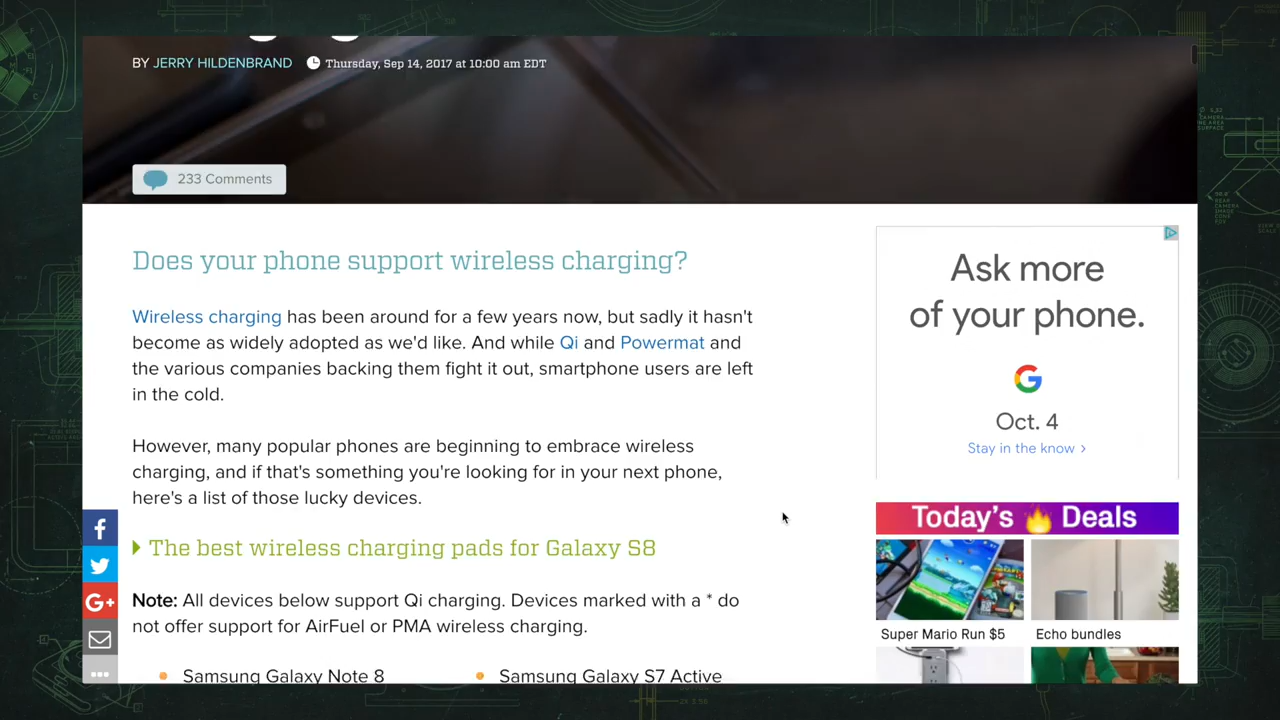 BY JERRY HILDENBRAND Thursday, Sep 14, 2017 at 10:00 am EDT
233 Comments
Does your phone support wireless charging?
Wireless charging has been around for a few years now, but sadly it hasn't
become as widely adopted as we'd like. And while Qi and Powermat and
the various companies backing them fight it out, smartphone users are left
in the cold.
However, many popular phones are beginning to embrace wireless
charging, and if that's something you're looking for in your next phone,
here's a list of those lucky devices.
The best wireless charging pads for Galaxy S8
Note: All devices below support Qi charging. Devices marked with a * do
not offer support for AirFuel or PMA wireless charging.
Samsung Galaxy Note 8
Samsung Galaxy S7 Active
Ask more
of your phone.
G
Oct. 4
Stay in the know ›
Today's Deals
Super Mario Run $5
Echo bundles
f
G+